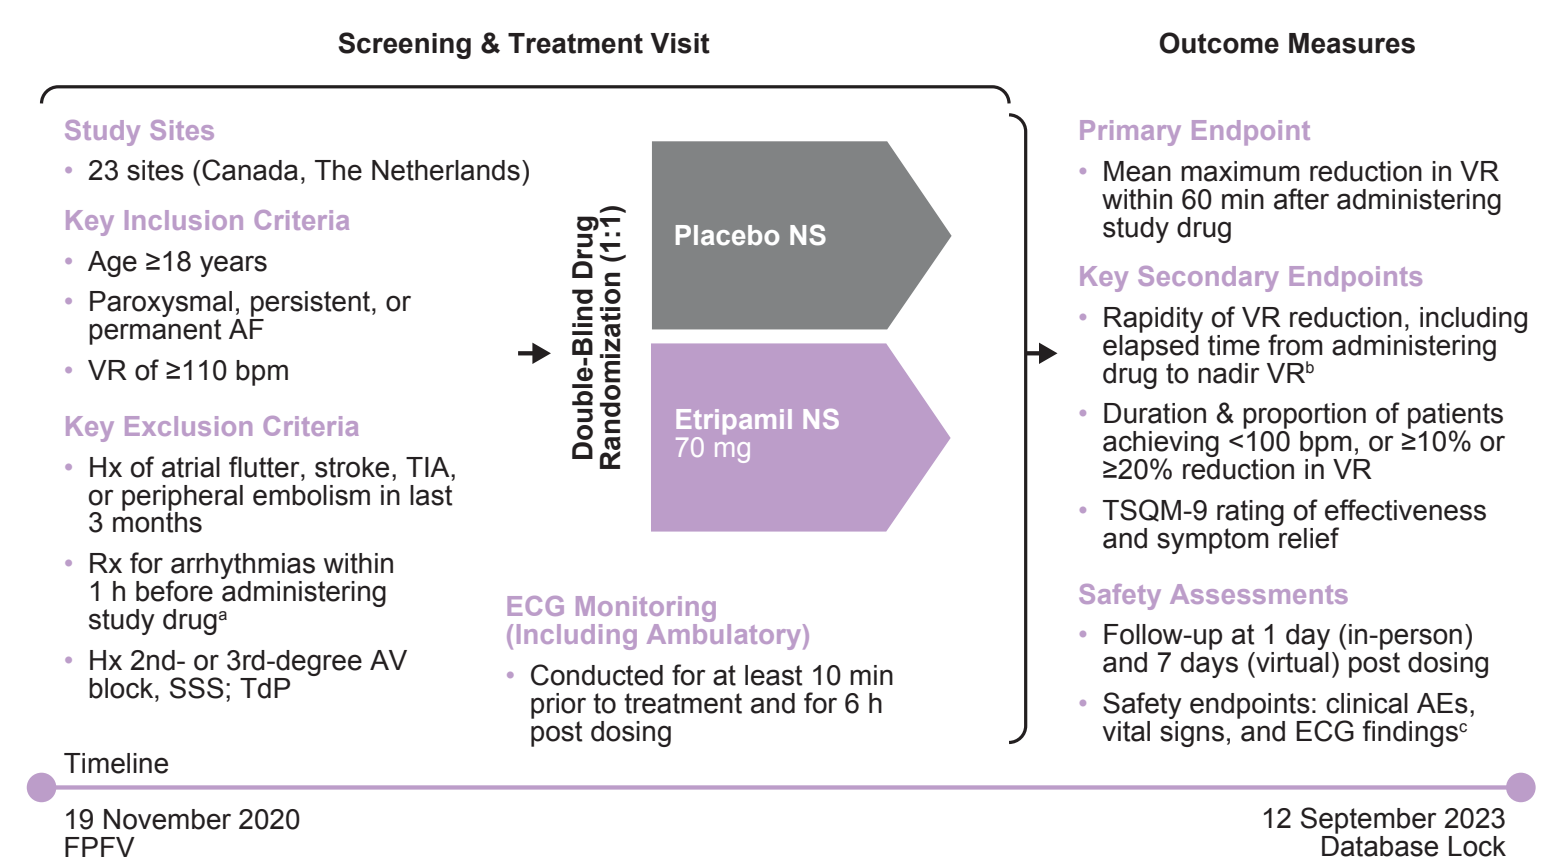 Screening & Treatment Visit
Study Sites
• 23 sites (Canada, The Netherlands)
Key Inclusion Criteria
• Age ≥18 years
• Paroxysmal, persistent, or
permanent AF
• VR of ≥110 bpm
Key Exclusion Criteria
• Hx of atrial flutter, stroke, TIA,
or peripheral embolism in last
3 months
• Rx for arrhythmias within
1 h before administering
study drugᵃ
• Hx 2nd- or 3rd-degree AV
block, SSS; TdP
Double-Blind Drug
Randomization (1:1)
Placebo NS
Etripamil NS
70 mg
ECG Monitoring
(Including Ambulatory)
• Conducted for at least 10 min
prior to treatment and for 6 h
post dosing
Outcome Measures
Primary Endpoint
• Mean maximum reduction in VR
within 60 min after administering
study drug
Key Secondary Endpoints
• Rapidity of VR reduction, including
elapsed time from administering
drug to nadir VRᵇ
• Duration & proportion of patients
achieving <100 bpm, or ≥10% or
≥20% reduction in VR
• TSQM-9 rating of effectiveness
and symptom relief
Safety Assessments
• Follow-up at 1 day (in-person)
and 7 days (virtual) post dosing
• Safety endpoints: clinical AEs,
vital signs, and ECG findingsᶜ
Timeline
19 November 2020
FPFV
12 September 2023
Database Lock